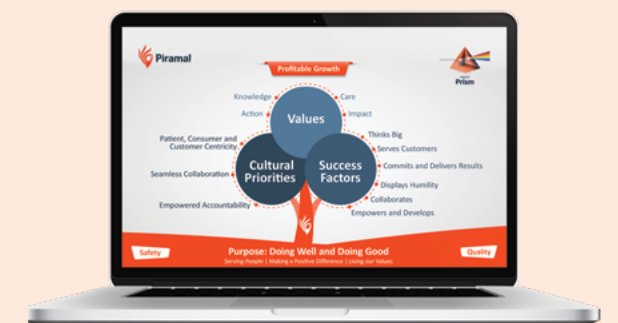 Piramal
Profitable Growth
Prism
Knowledge
Care
Action
Impact
Values
Patient, Consumer and
Customer Centricity
Seamless Collaboration
Empowered Accountability
Cultural
Priorities
Success
Factors
Thinks Big
Serves Customers
Commits and Delivers Results
Displays Humility
Collaborates
Empowers and Develops
Safety
Purpose: Doing Well and Doing Good
Serving People | Making a Positive Difference | Living our Values
Quality